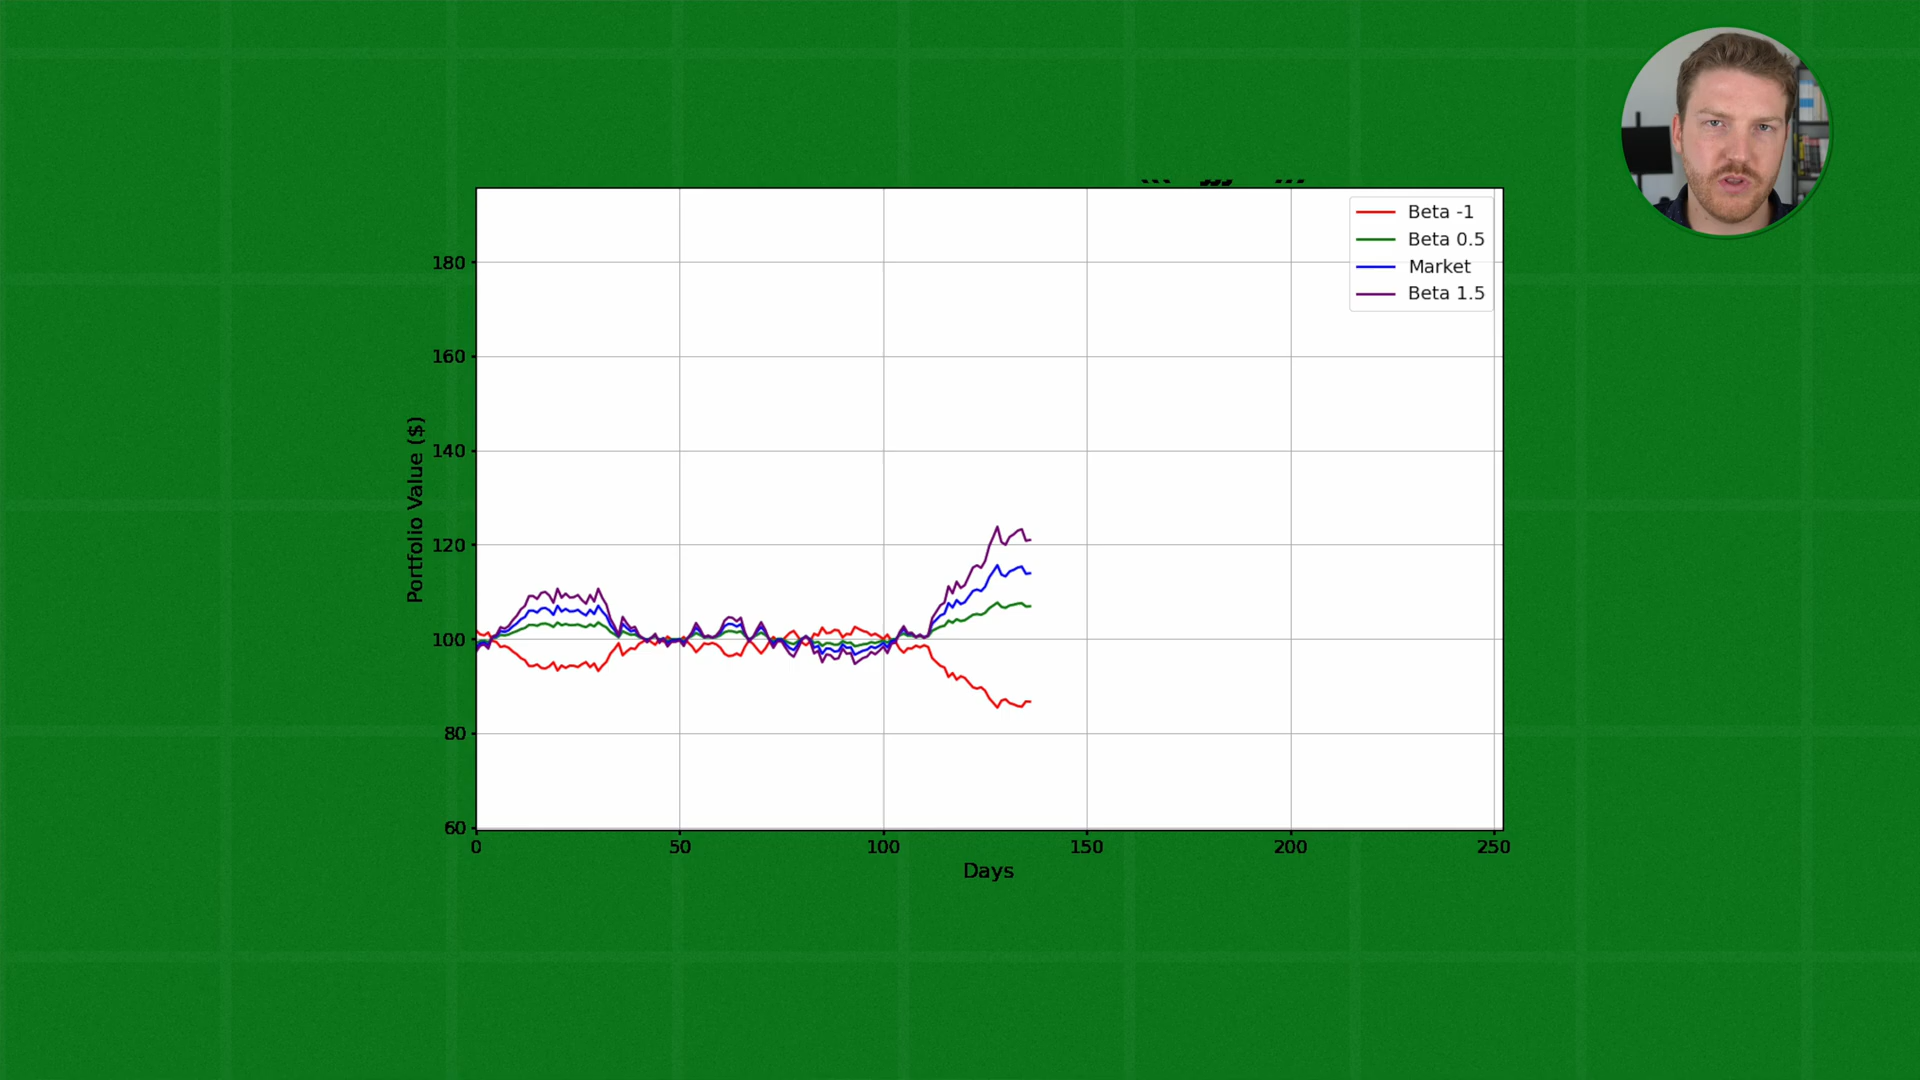 Beta -1
Beta 0.5
Market
Beta 1.5
180
160
140
120
100
80
60
Portfolio Value ($)
0 50 100 150 200 250
Days